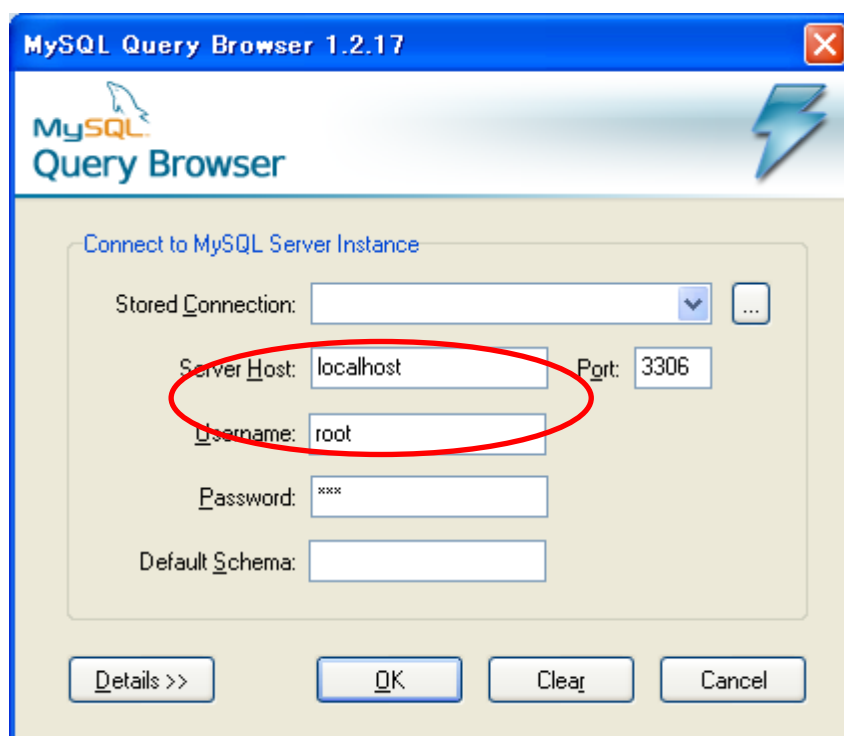 MySQL Query Browser 1.2.17
MySQL
Query Browser
Connect to MySQL Server Instance
Stored Connection:
...
Server Host: localhost Port: 3306
Username: root
Password: ***
Default Schema:
Details >> OK Clear Cancel